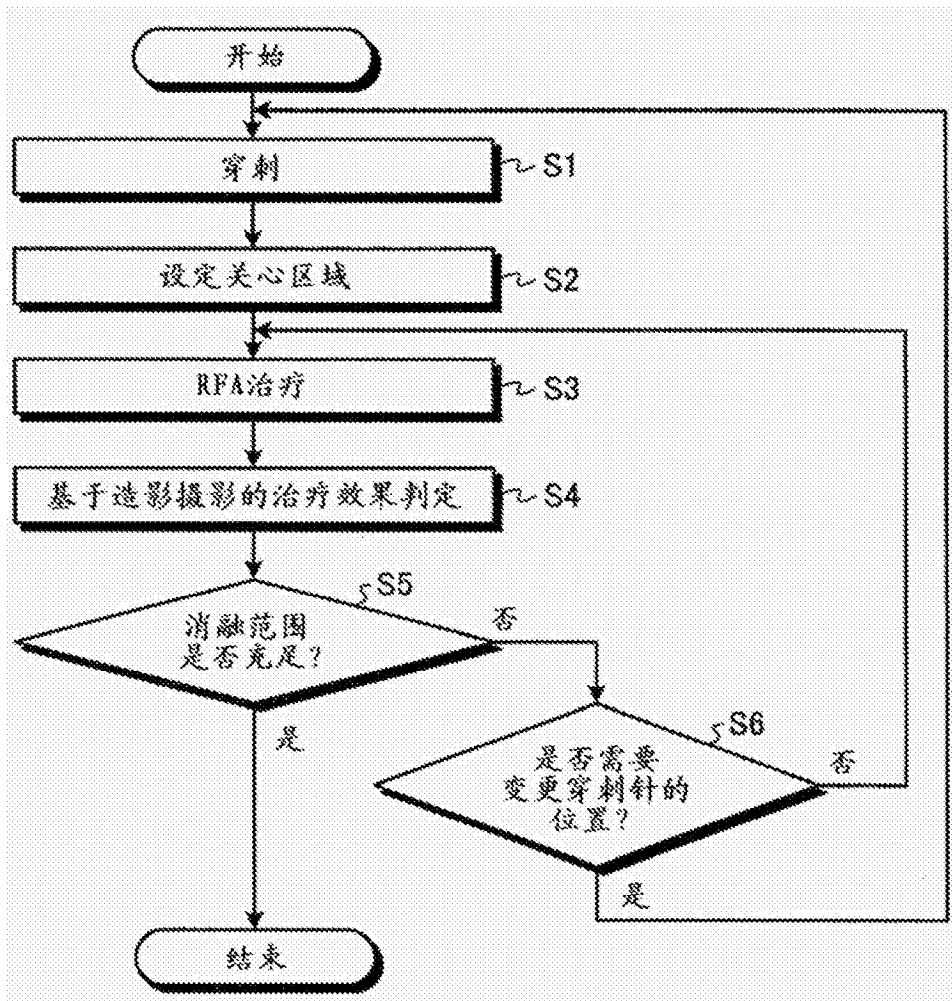 开始
穿刺
S1
设定关心区域
S2
RFA治疗
S3
基于造影摄影的治疗效果判定
S4
S5
消融范围
是否充足?
否
是
S6
是否需要
变更穿刺针的
位置?
否
是
结束